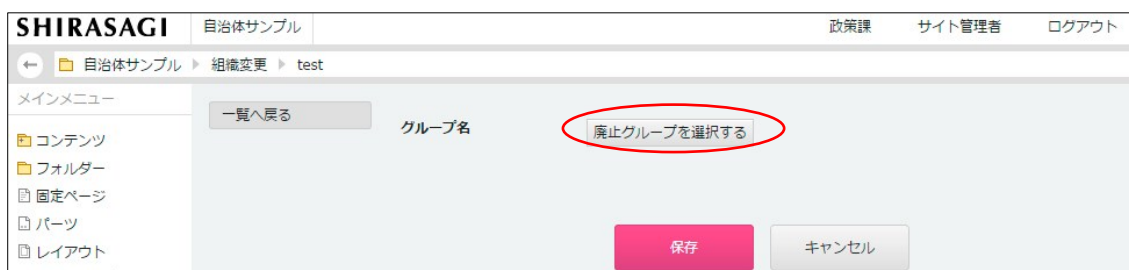 SHIRASAGI 自治体サンプル 政策課 サイト管理者 ログアウト
自治体サンプル 組織変更 test
メインメニュー
コンテンツ
フォルダー
固定ページ
パーツ
レイアウト
一覧へ戻る
グループ名 廃止グループを選択する
保存 キャンセル